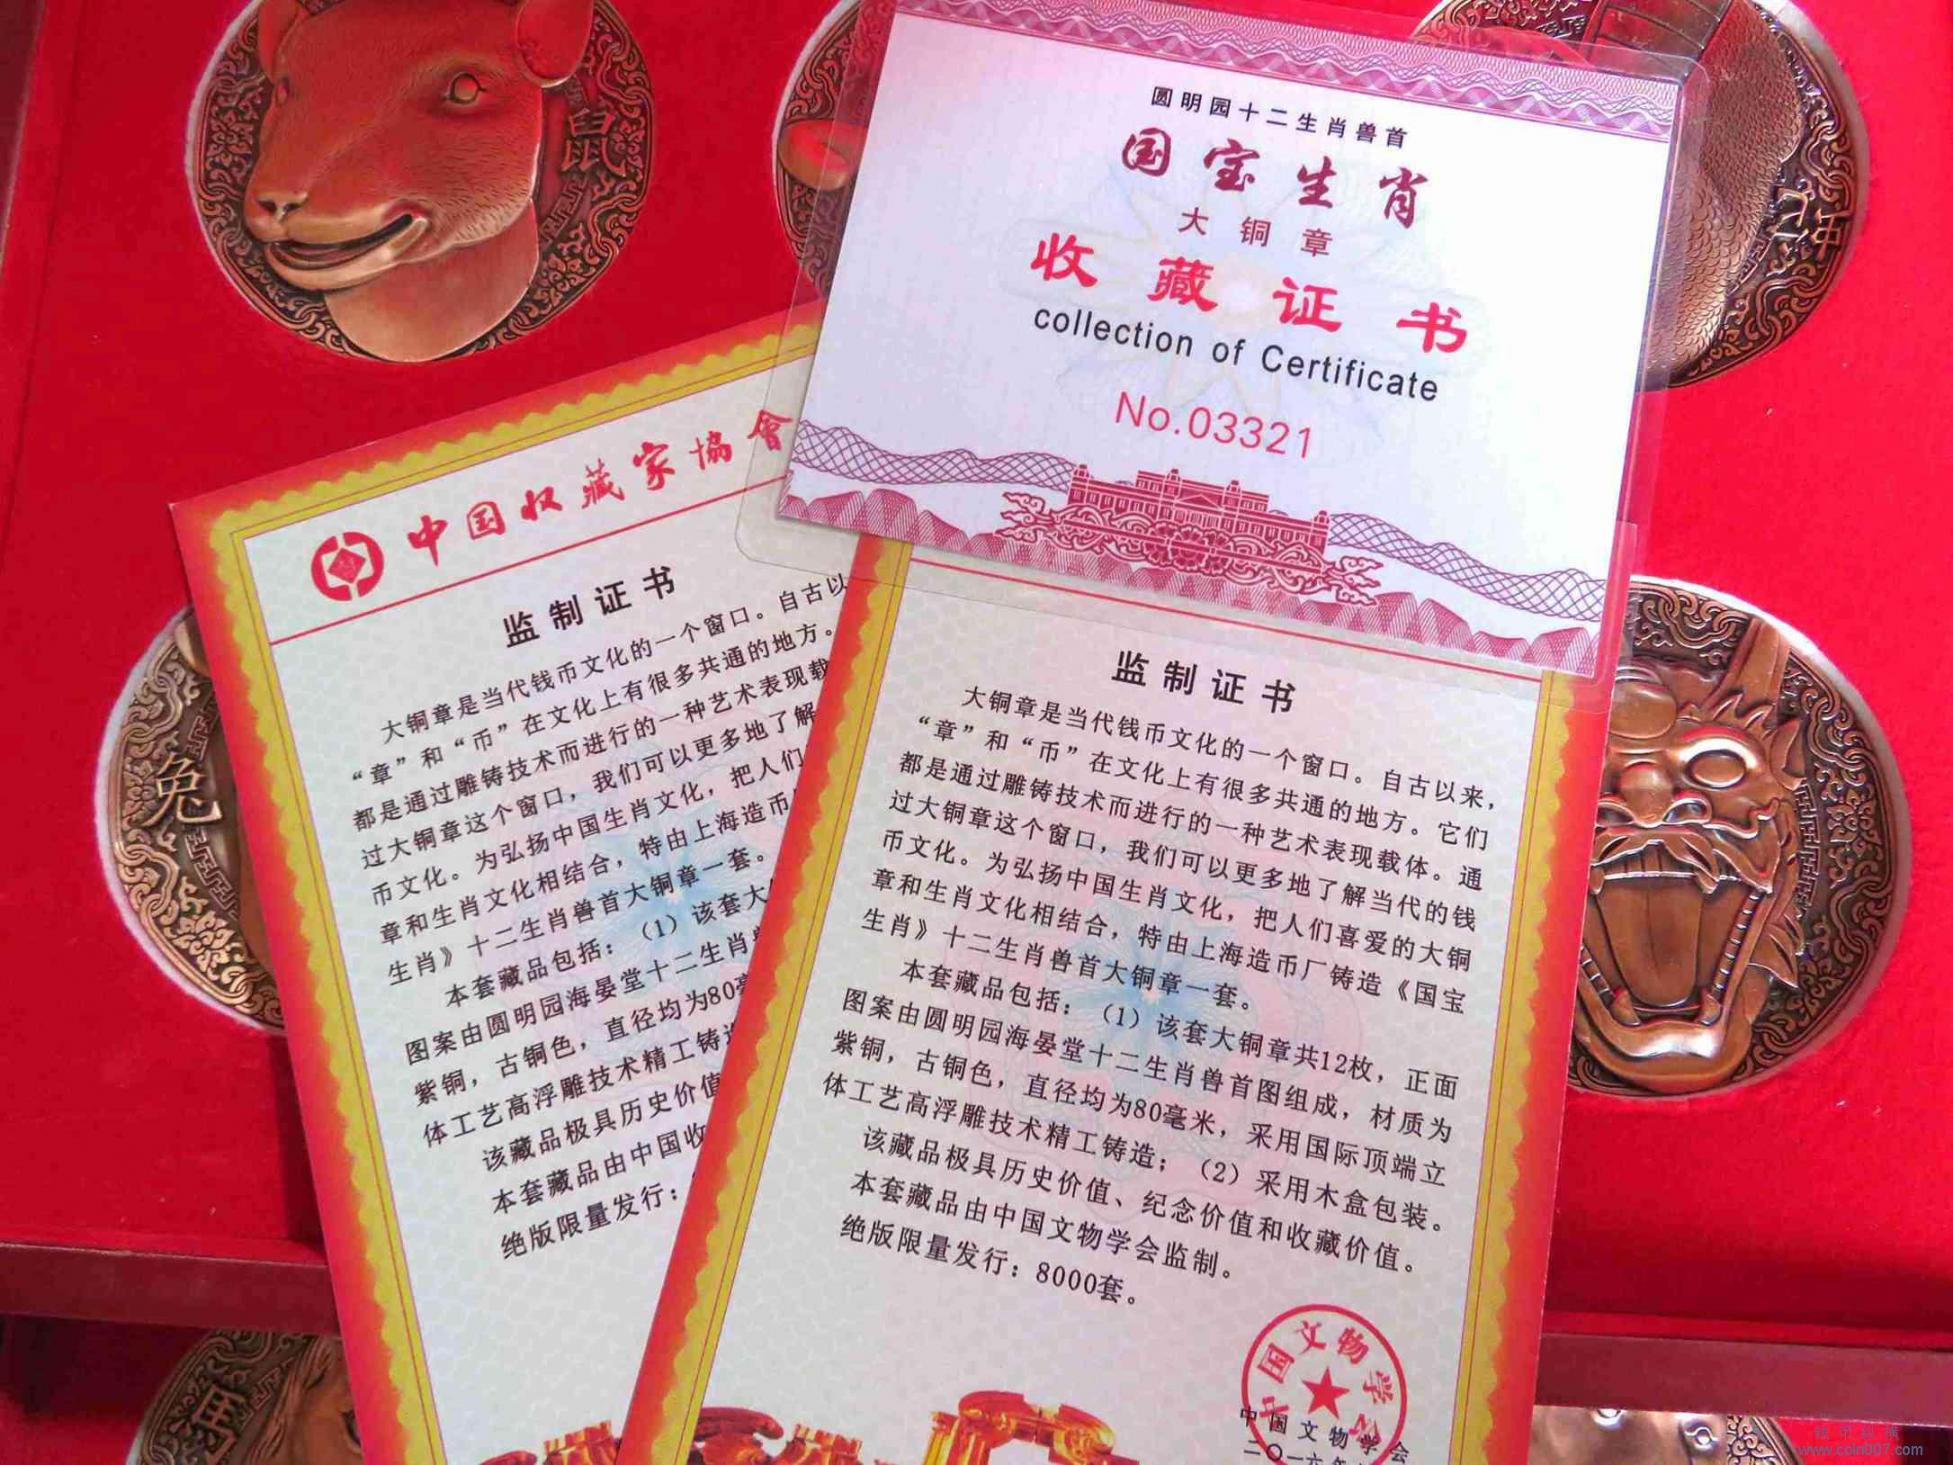 鼠
圆明园十二生肖兽首
国宝生肖
大铜章
收藏证书
collection of Certificate
No.03321
兔
中国收藏家協會
监制证书
大铜章是当代钱币文化的一个窗口。自古以
“章”和“币”在文化上有很多共通的地方。
都是通过雕铸技术而进行的一种艺术表现载
过大铜章这个窗口，我们可以更多地了解
币文化。为弘扬中国生肖文化，把人们
章和生肖文化相结合，特由上海造币
生肖》十二生肖兽首大铜章一套。
本套藏品包括：（1）该套大
图案由圆明园海晏堂十二生肖
紫铜，古铜色，直径均为80毫
体工艺高浮雕技术精工铸造
该藏品极具历史价值
本套藏品由中国收
绝版限量发行：
监制证书
大铜章是当代钱币文化的一个窗口。自古以来，
“章”和“币”在文化上有很多共通的地方。它们
都是通过雕铸技术而进行的一种艺术表现载体。通
过大铜章这个窗口，我们可以更多地了解当代的钱
币文化。为弘扬中国生肖文化，把人们喜爱的大铜
章和生肖文化相结合，特由上海造币厂铸造《国宝
生肖》十二生肖兽首大铜章一套。
本套藏品包括：（1）该套大铜章共12枚，正面
图案由圆明园海晏堂十二生肖兽首图组成，材质为
紫铜，古铜色，直径均为80毫米，采用国际顶端立
体工艺高浮雕技术精工铸造；（2）采用木盒包装。
该藏品极具历史价值、纪念价值和收藏价值。
本套藏品由中国文物学会监制。
绝版限量发行：8000套。
中国文物学会
中国文物学会
二〇一六年
www.coin007.com